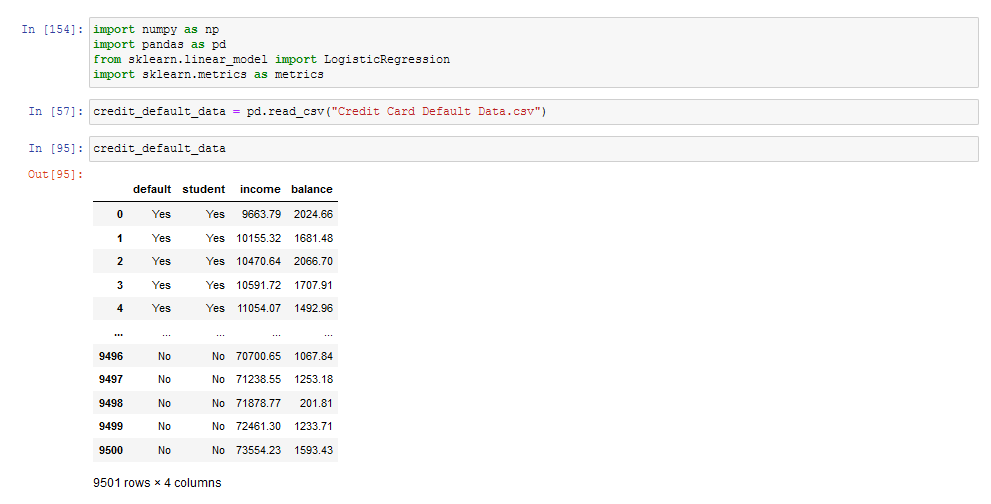 In [154]: import numpy as np
import pandas as pd
from sklearn.linear_model import LogisticRegression
import sklearn.metrics as metrics
In [57]: credit_default_data = pd.read_csv("Credit Card Default Data.csv")
In [95]: credit_default_data
Out[95]:
default student income balance
0 Yes Yes 9663.79 2024.66
1 Yes Yes 10155.32 1681.48
2 Yes Yes 10470.64 2066.70
3 Yes Yes 10591.72 1707.91
4 Yes Yes 11054.07 1492.96
... ... ... ... ...
9496 No No 70700.65 1067.84
9497 No No 71238.55 1253.18
9498 No No 71878.77 201.81
9499 No No 72461.30 1233.71
9500 No No 73554.23 1593.43
9501 rows × 4 columns